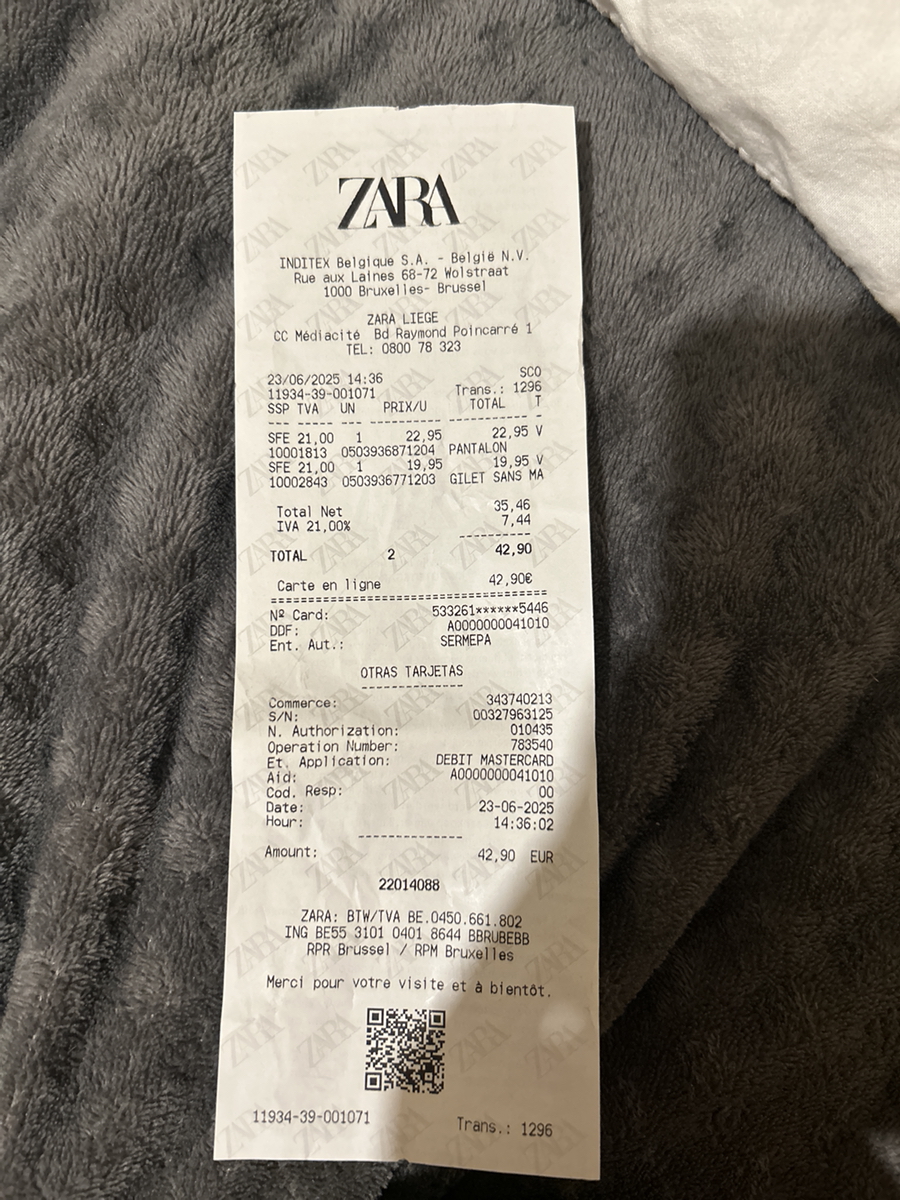 ZARA
INDITEX Belgique S.A. - België N.V.
Rue aux Laines 68-72 Wolstraat
1000 Bruxelles- Brussel
ZARA LIEGE
CC Médiacité Bd Raymond Poincarré 1
TEL: 0800 78 323
23/06/2025 14:36 SCO
11934-39-001071 Trans.: 1296
SSP TVA UN PRIX/U TOTAL T
--- --- --- ----------- ----------- -
SFE 21,00 1 22,95 22,95 V
10001813 0503936871204 PANTALON
SFE 21,00 1 19,95 19,95 V
10002843 0503936771203 GILET SANS MA
Total Net 35,46
IVA 21,00% 7,44
----------
TOTAL 2 42,90
Carte en ligne 42,90€
======================================
Nº Card: 533261******5446
DDF: A0000000041010
Ent. Aut.: SERMEPA
OTRAS TARJETAS
--------------
Commerce: 343740213
S/N: 00327963125
N. Authorization: 010435
Operation Number: 783540
Et. Application: DEBIT MASTERCARD
Aid: A0000000041010
Cod. Resp: 00
Date: 23-06-2025
Hour: 14:36:02
--------------
Amount: 42,90 EUR
22014088
ZARA: BTW/TVA BE.0450.661.802
ING BE55 3101 0401 8644 BBRUBEBB
RPR Brussel / RPM Bruxelles
Merci pour votre visite et à bientôt.
11934-39-001071 Trans.: 1296